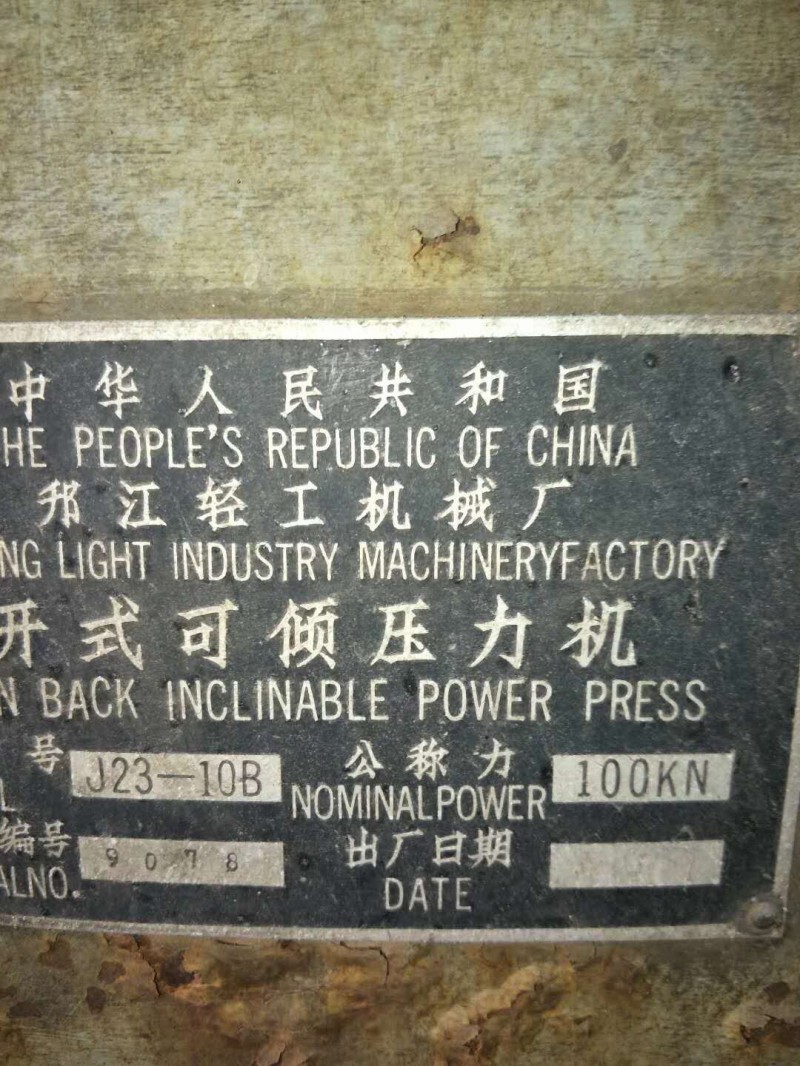 中华人民共和国
HE PEOPLE'S REPUBLIC OF CHINA
邗江轻工机械厂
NG LIGHT INDUSTRY MACHINERYFACTORY
开式可倾压力机
N BACK INCLINABLE POWER PRESS
号 J23—10B 公称力 100KN
L NOMINALPOWER
编号 9078 出厂日期
ALNO. DATE